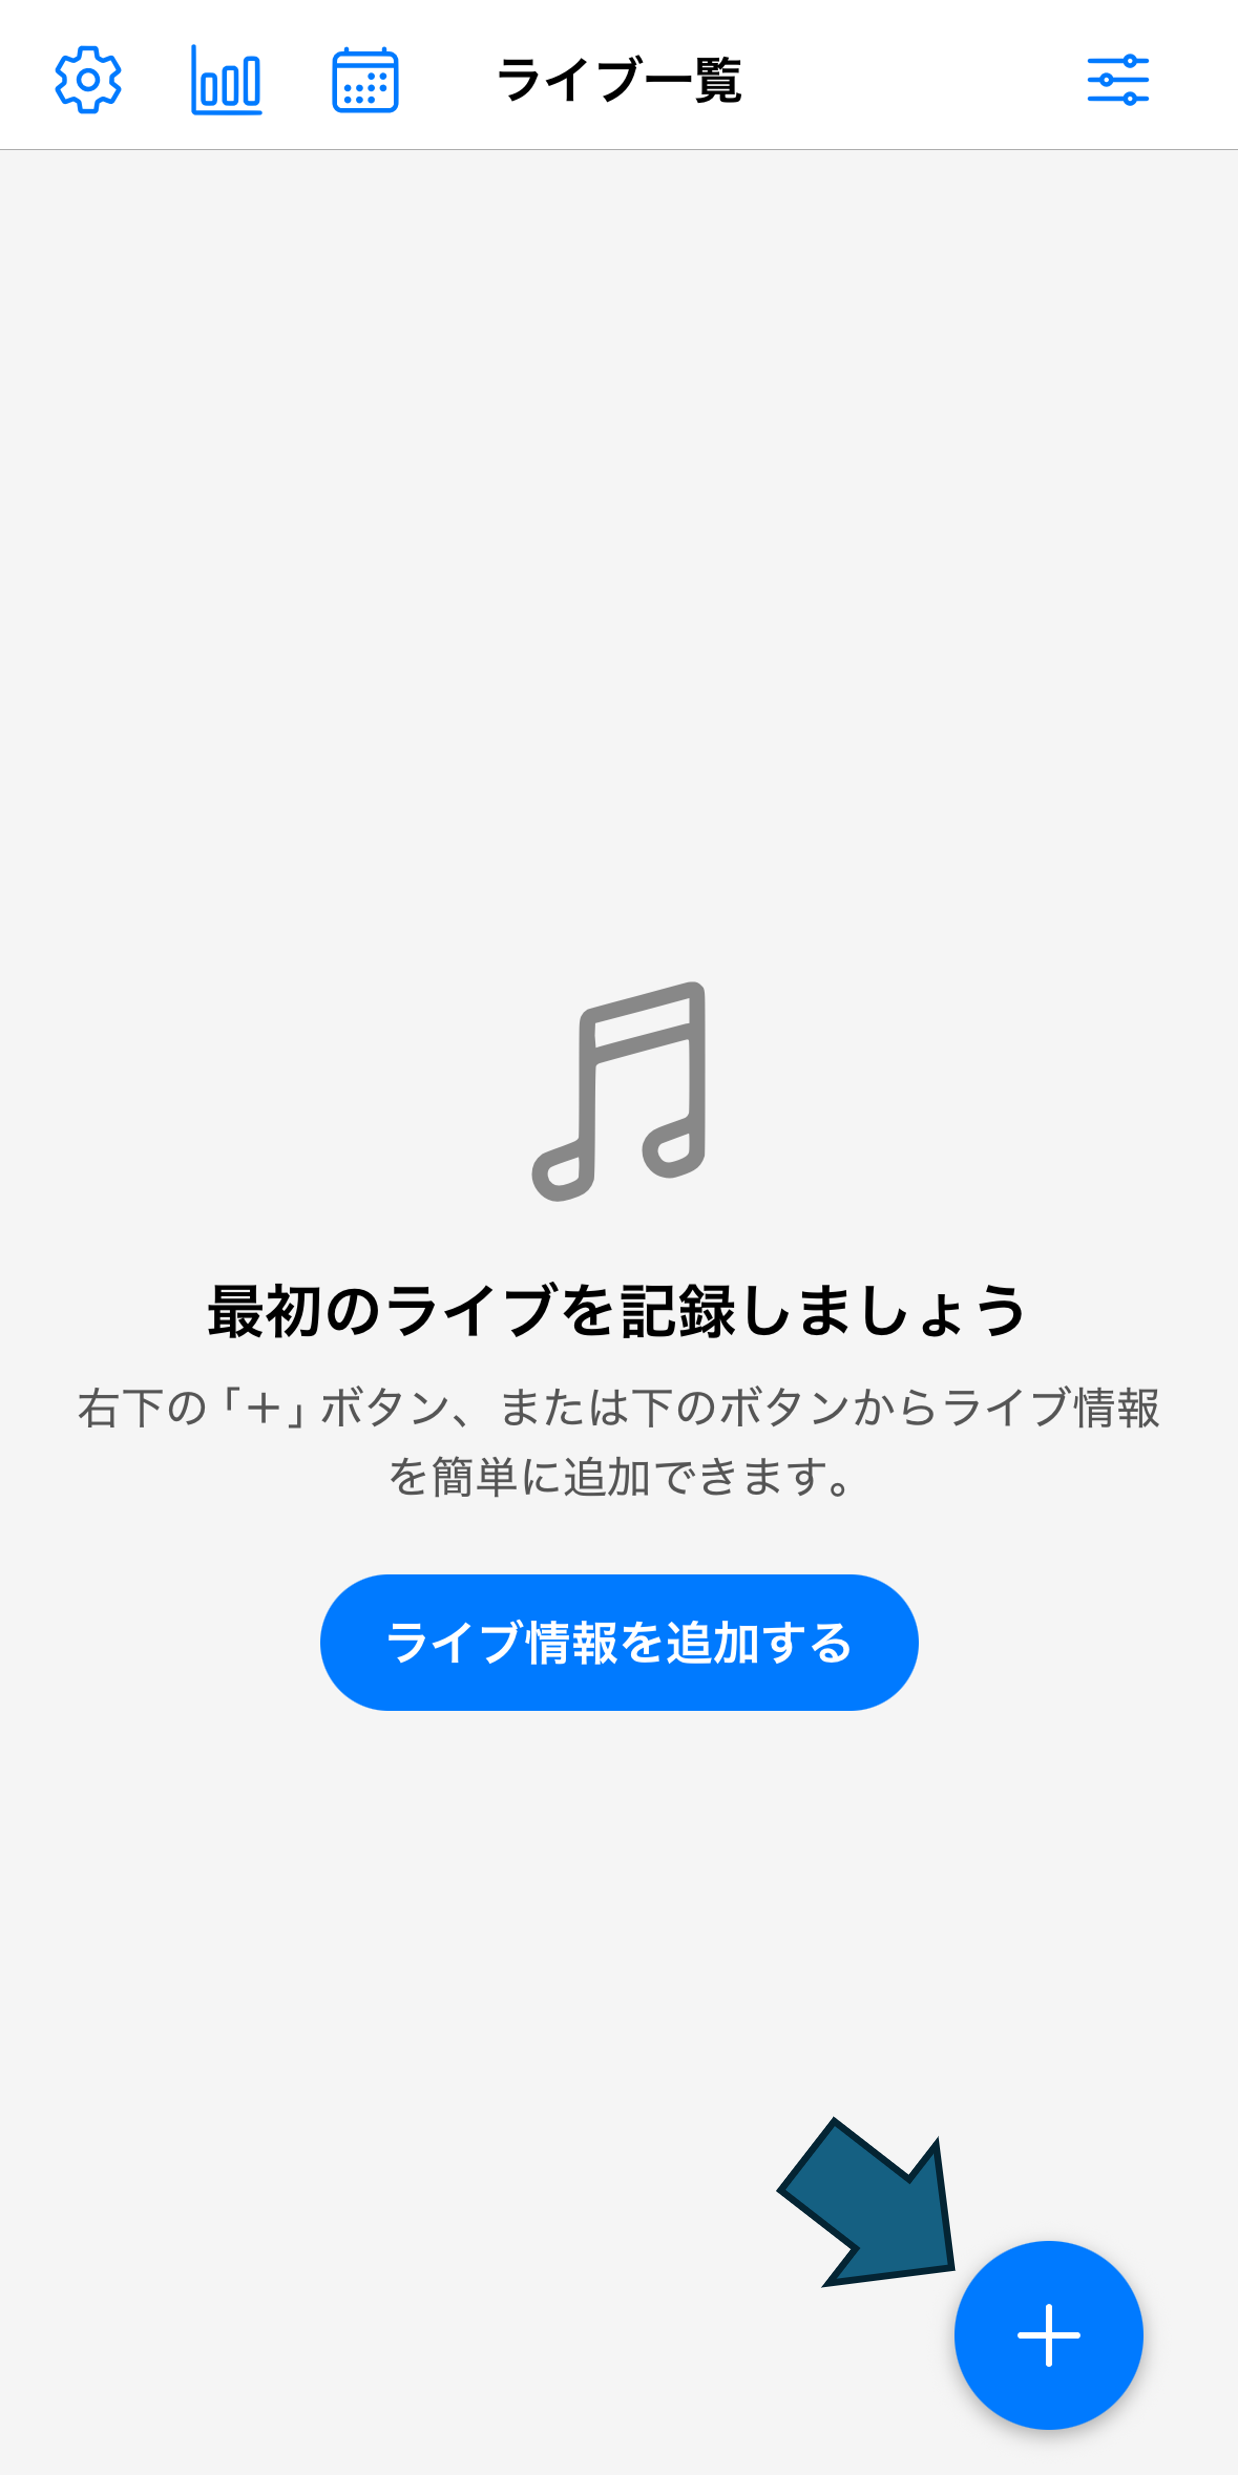 ライブ一覧
最初のライブを記録しましょう
右下の「+」ボタン、または下のボタンからライブ情報
を簡単に追加できます。
ライブ情報を追加する